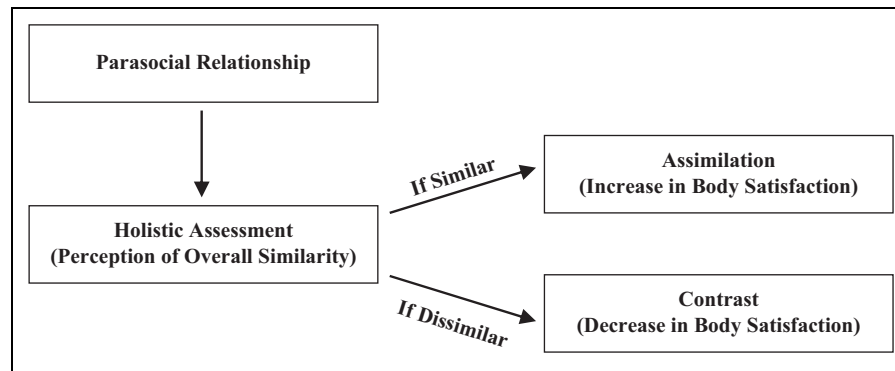 Parasocial Relationship
Holistic Assessment
(Perception of Overall Similarity)
If Similar
Assimilation
(Increase in Body Satisfaction)
If Dissimilar
Contrast
(Decrease in Body Satisfaction)